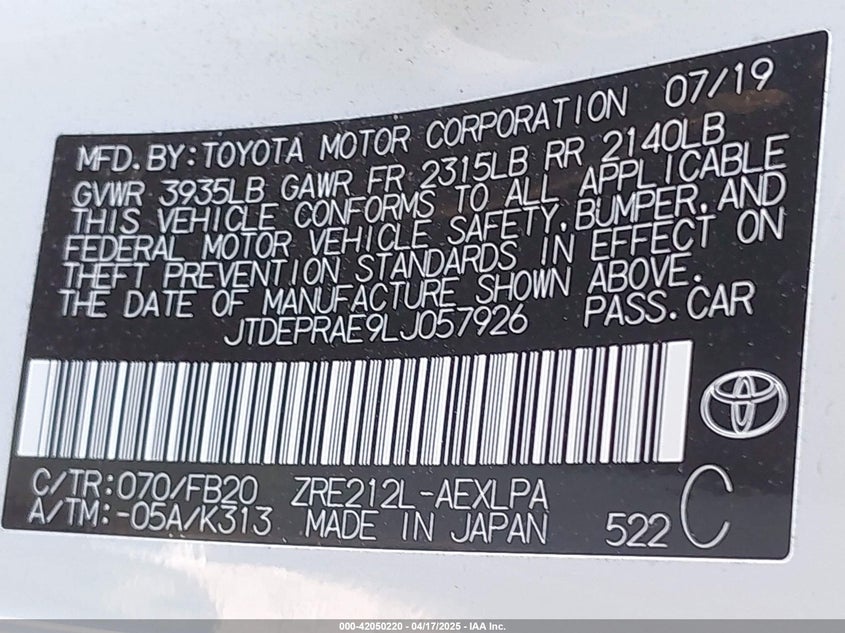 MFD.BY:TOYOTA MOTOR CORPORATION 07/19
GVWR 3935LB GAWR FR 2315LB RR 2140LB
THIS VEHICLE CONFORMS TO ALL APPLICABLE
FEDERAL MOTOR VEHICLE SAFETY,BUMPER,AND
THEFT PREVENTION STANDARDS IN EFFECT ON
THE DATE OF MANUFACTURE SHOWN ABOVE.
JTDEPRAE9LJ057926 PASS.CAR
C/TR:070/FB20 ZRE212L-AEXLPA
A/TM:-05A/K313 MADE IN JAPAN 522 C
000-42050220 - 04/17/2025 - IAA Inc.